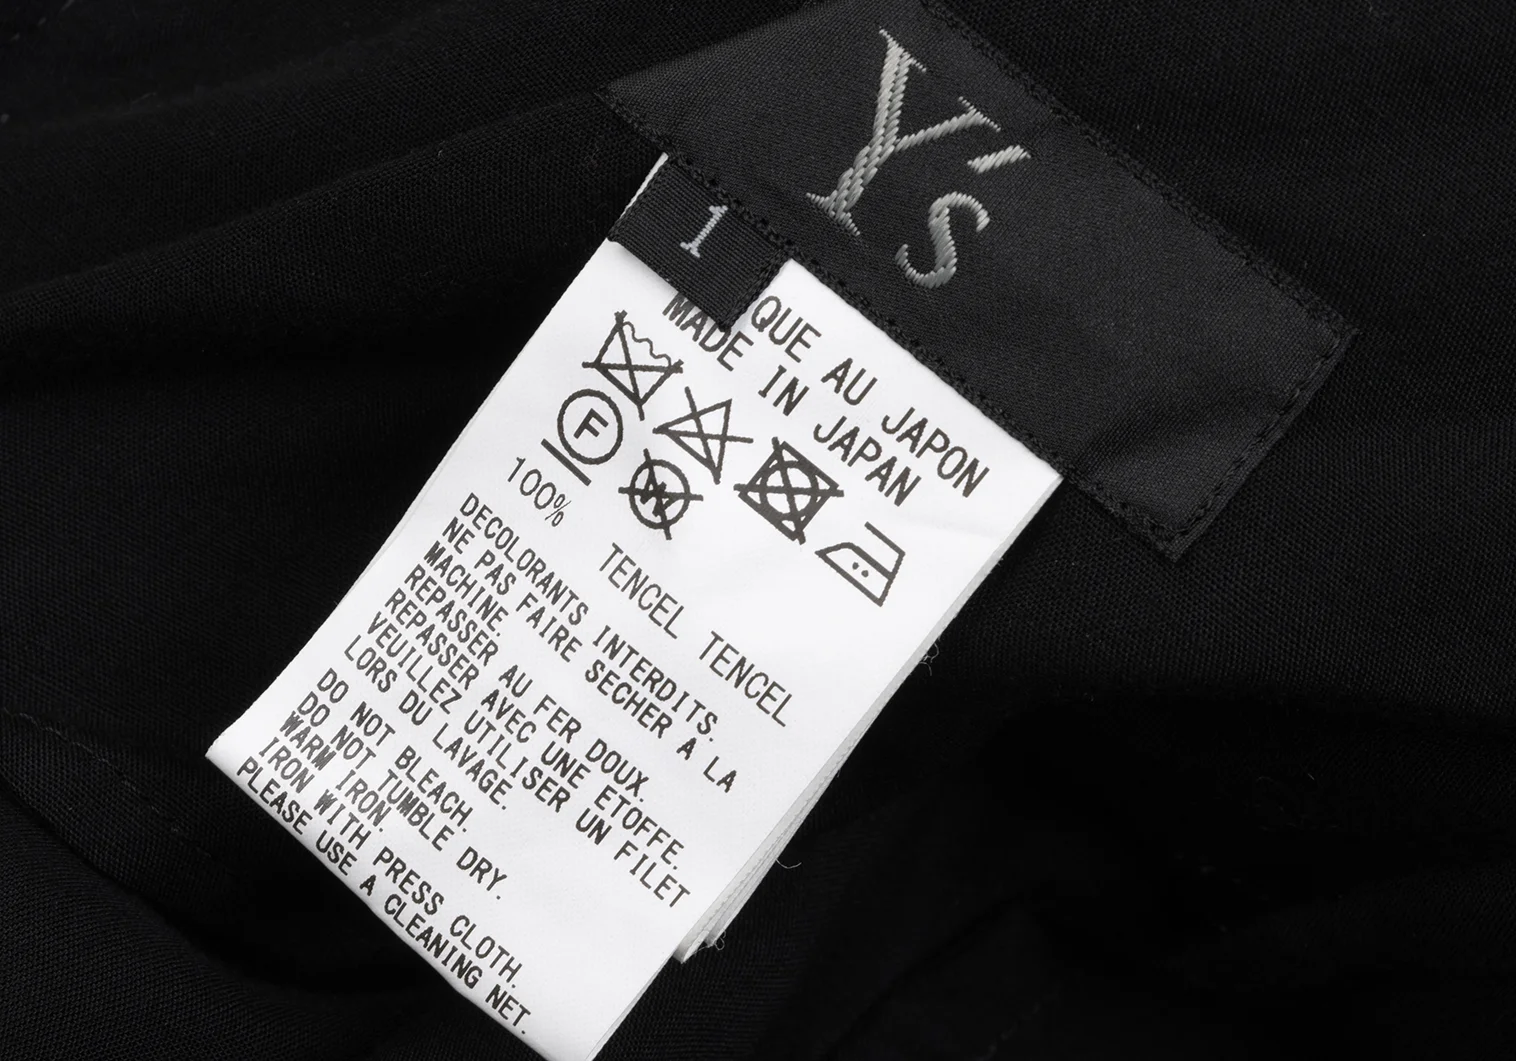 Y's
1
QUE AU JAPON
MADE IN JAPAN
F
W
100% TENCEL TENCEL
DECOLORANTS INTERDITS.
NE PAS FAIRE SECHER A LA
MACHINE.
REPASSER AU FER DOUX.
REPASSER AVEC UNE ETOFFE.
VEUILLEZ UTILISER UN FILET
LORS DU LAVAGE.
DO NOT BLEACH.
DO NOT TUMBLE DRY.
WARM IRON.
IRON WITH PRESS CLOTH.
PLEASE USE A CLEANING NET.